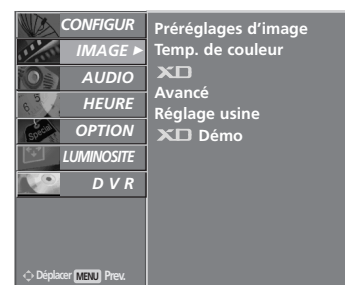 CONFIGUR
IMAGE ►
AUDIO
HEURE
OPTION
LUMINOSITE
D V R
Préréglages d'image
Temp. de couleur
XD
Avancé
Réglage usine
XD Démo
Déplacer MENU Prev.